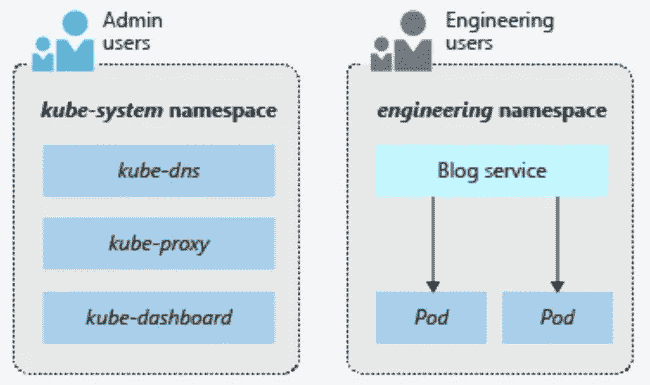 Admin
users
kube-system namespace
kube-dns
kube-proxy
kube-dashboard
Engineering
users
engineering namespace
Blog service
Pod
Pod